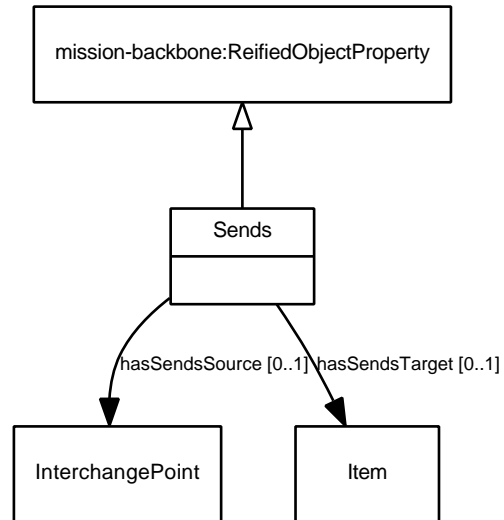 mission-backbone:ReifiedObjectProperty
Sends
hasSendsSource [0..1]
hasSendsTarget [0..1]
InterchangePoint
Item